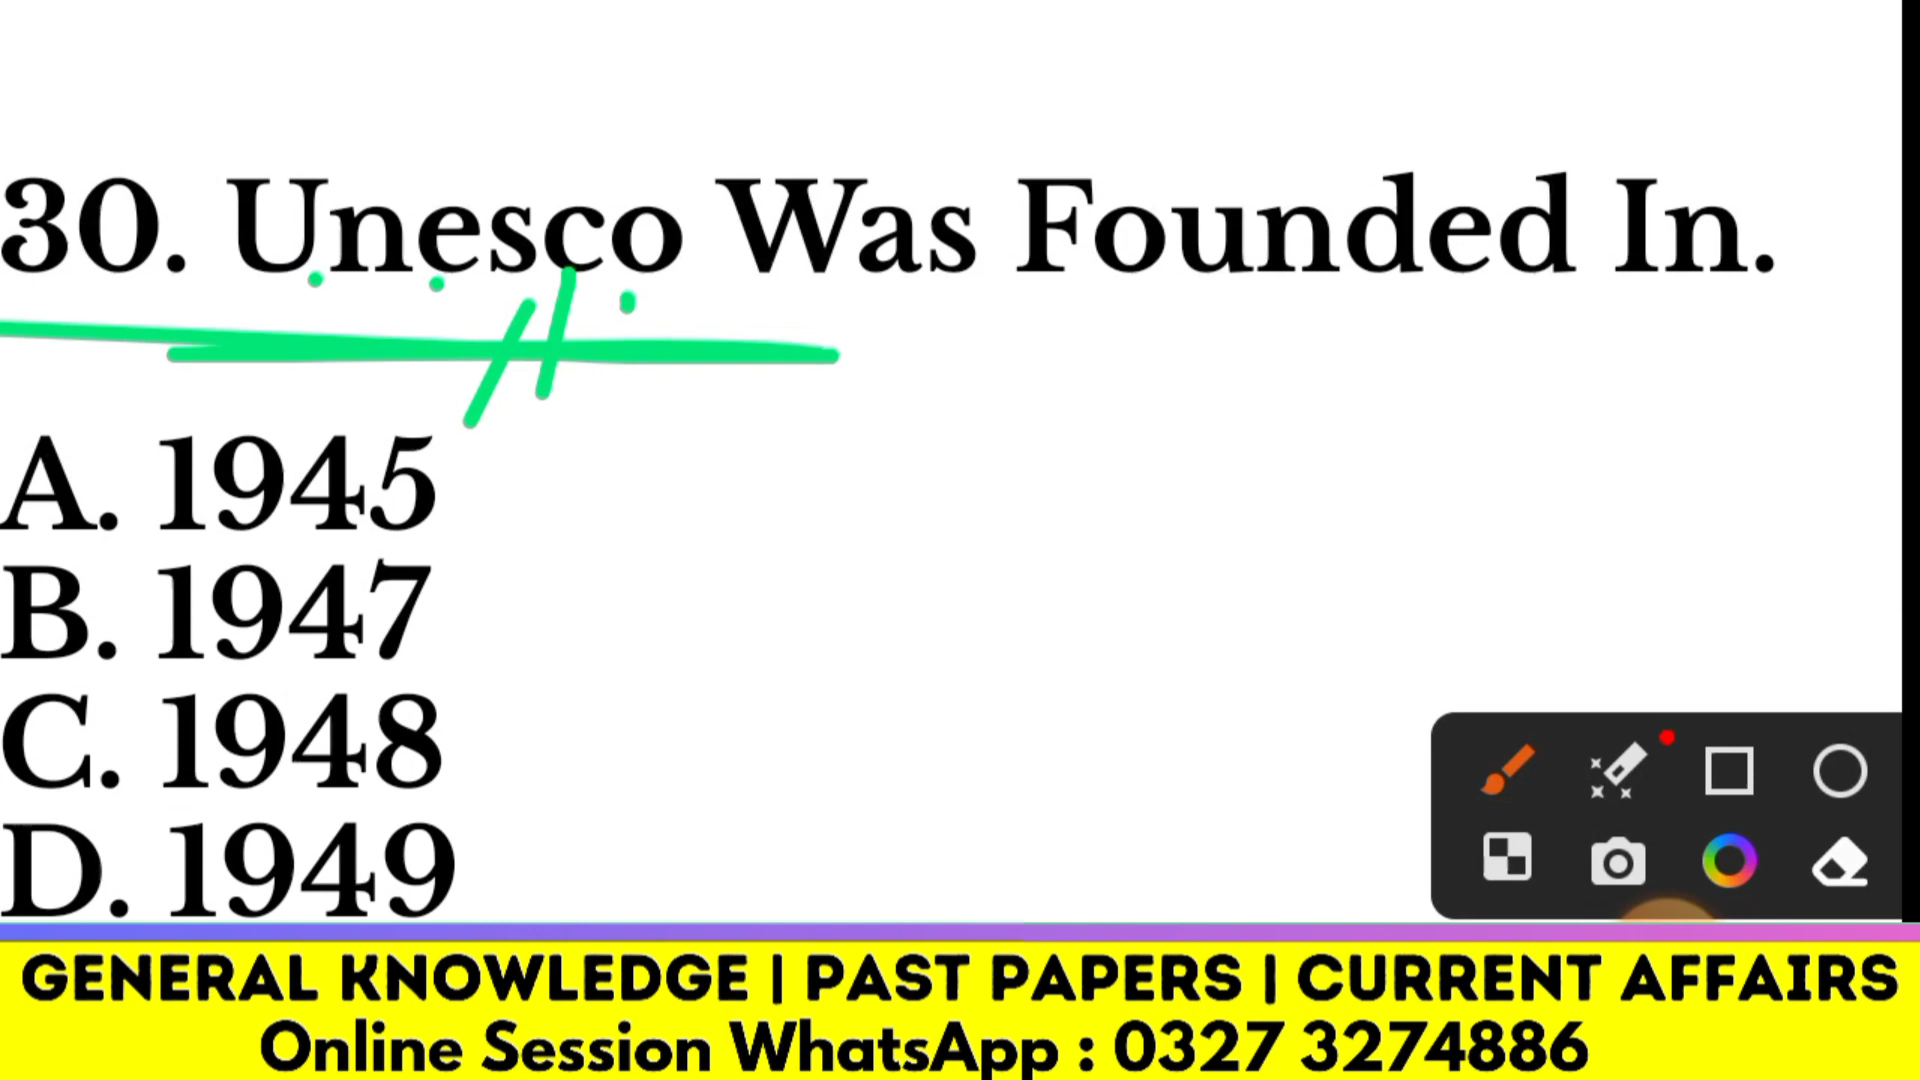 30. Unesco Was Founded In.
A. 1945
B. 1947
C. 1948
D. 1949
GENERAL KNOWLEDGE | PAST PAPERS | CURRENT AFFAIRS
Online Session WhatsApp : 0327 3274886